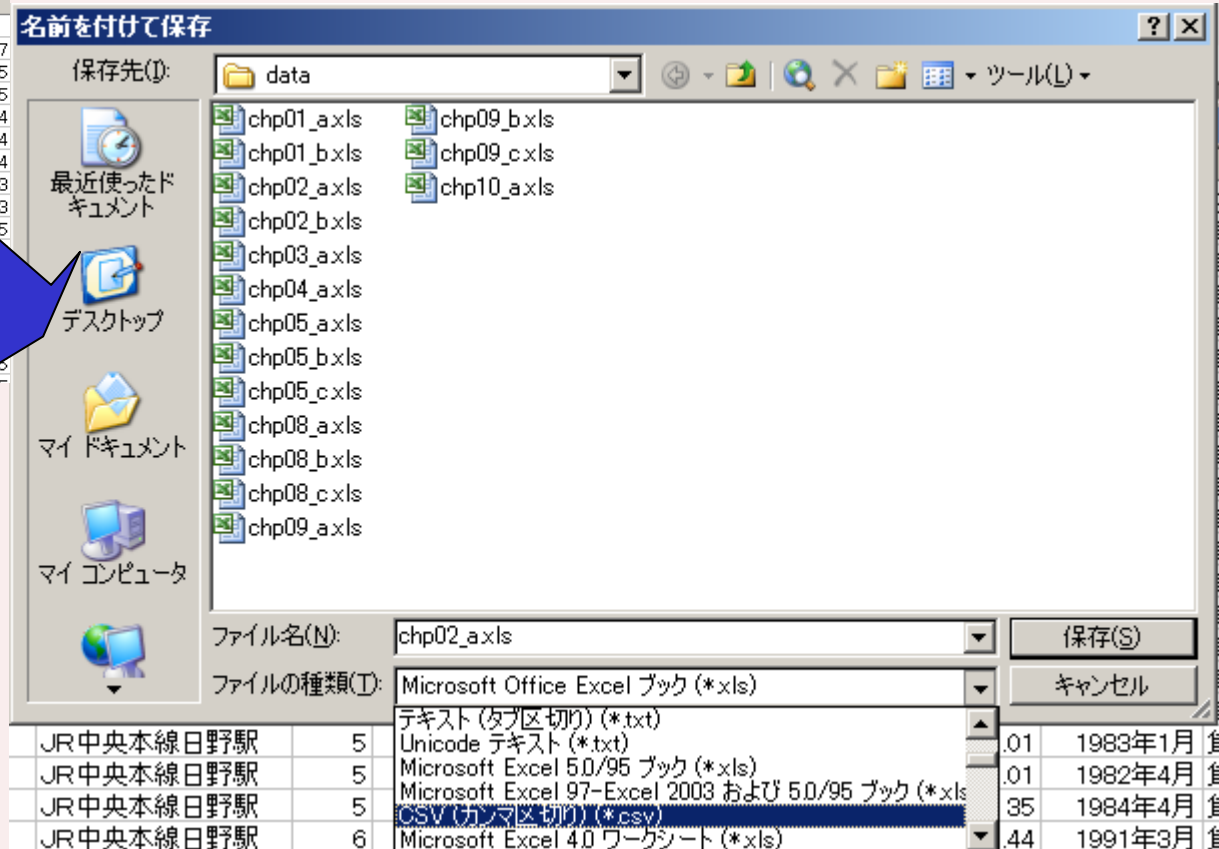 名前を付けて保存
保存先(I):
data
ツール(L)
最近使ったド
キュメント
デスクトップ
マイ ドキュメント
マイ コンピュータ
chp01_a.xls
chp01_b.xls
chp02_a.xls
chp02_b.xls
chp03_a.xls
chp04_a.xls
chp05_a.xls
chp05_b.xls
chp05_c.xls
chp08_a.xls
chp08_b.xls
chp08_c.xls
chp09_a.xls
chp09_b.xls
chp09_c.xls
chp10_a.xls
ファイル名(N):
chp02_a.xls
保存(S)
ファイルの種類(T):
Microsoft Office Excel ブック (*.xls)
キャンセル
テキスト (タブ区切り) (*.txt)
Unicode テキスト (*.txt)
Microsoft Excel 5.0/95 ブック (*.xls)
Microsoft Excel 97-Excel 2003 および 5.0/95 ブック (*.xls
CSV (カンマ区切り) (*.csv)
Microsoft Excel 4.0 ワークシート (*.xls)
JR中央本線日野駅 5 .01 1983年1月
JR中央本線日野駅 5 .01 1982年4月
JR中央本線日野駅 5 35 1984年4月
JR中央本線日野駅 6 .44 1991年3月